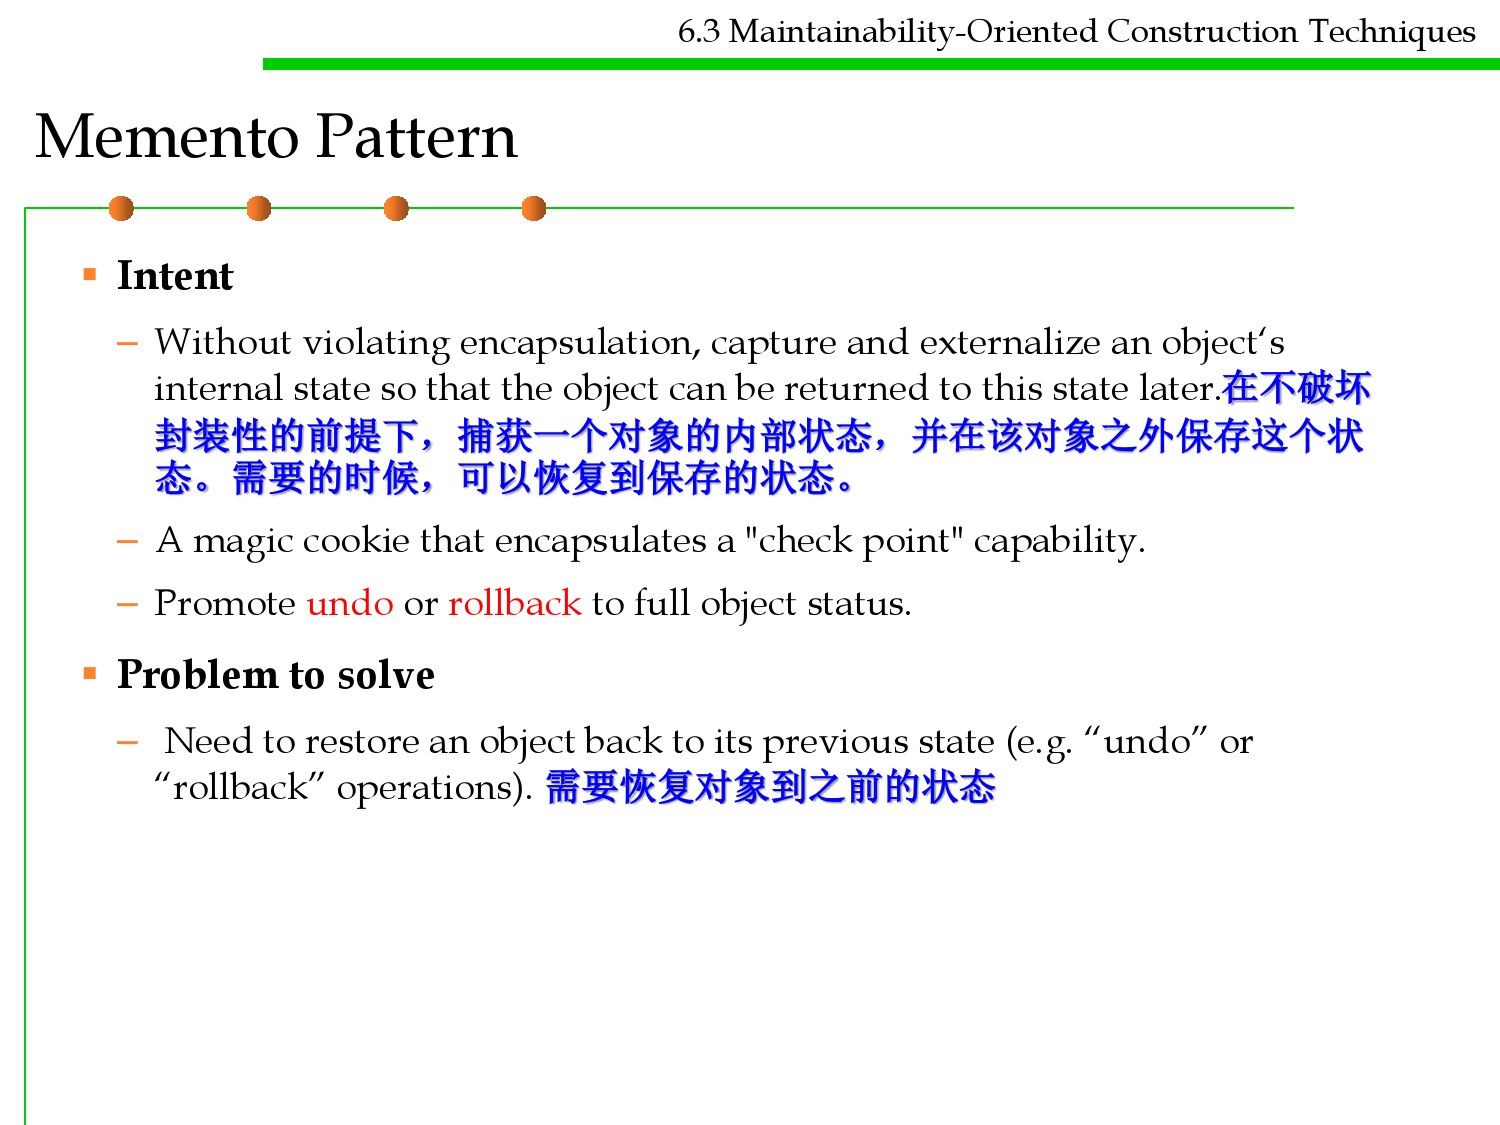 6.3 Maintainability-Oriented Construction Techniques
Memento Pattern
▪ Intent
– Without violating encapsulation, capture and externalize an object‘s
internal state so that the object can be returned to this state later.在不破坏
封装性的前提下，捕获一个对象的内部状态，并在该对象之外保存这个状
态。需要的时候，可以恢复到保存的状态。
– A magic cookie that encapsulates a "check point" capability.
– Promote undo or rollback to full object status.
▪ Problem to solve
– Need to restore an object back to its previous state (e.g. “undo” or
“rollback” operations). 需要恢复对象到之前的状态